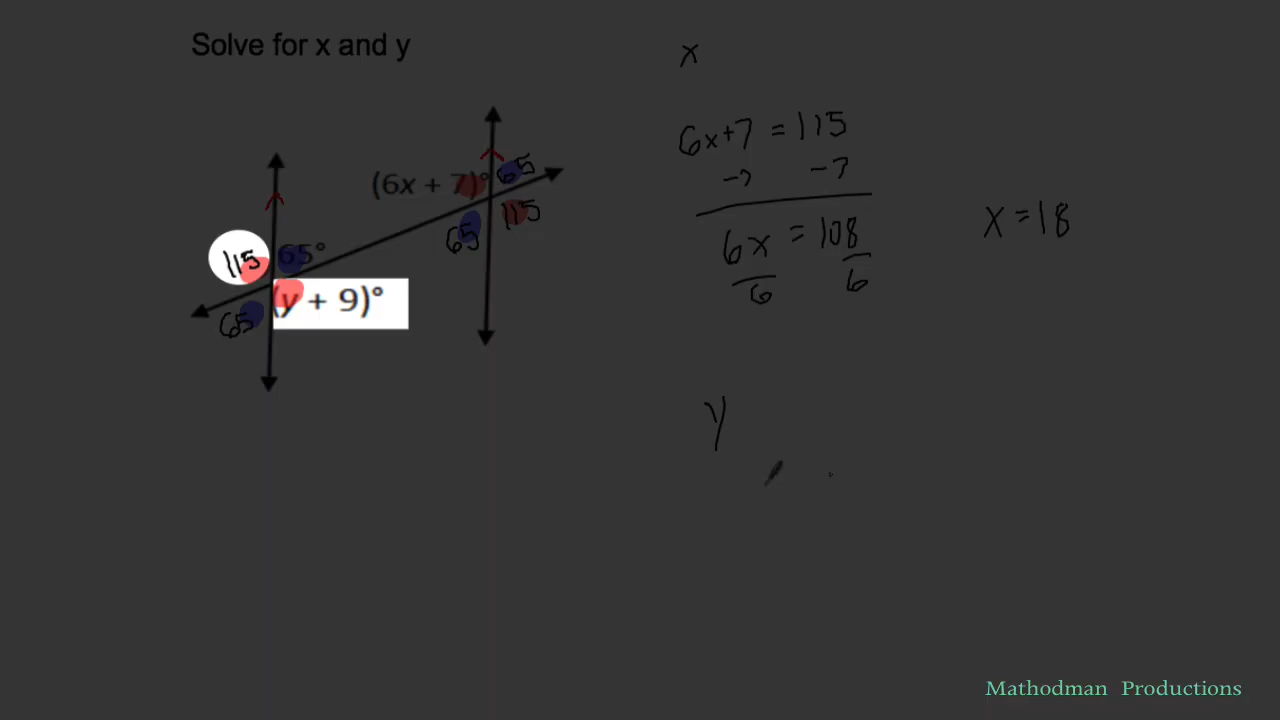 Solve for x and y
x
6x+7 = 115
-7 -7
6x = 108
6 6
x = 18
(6x + 7)°
65
65
115
115
65°
(y + 9)°
65
y
Mathodman Productions